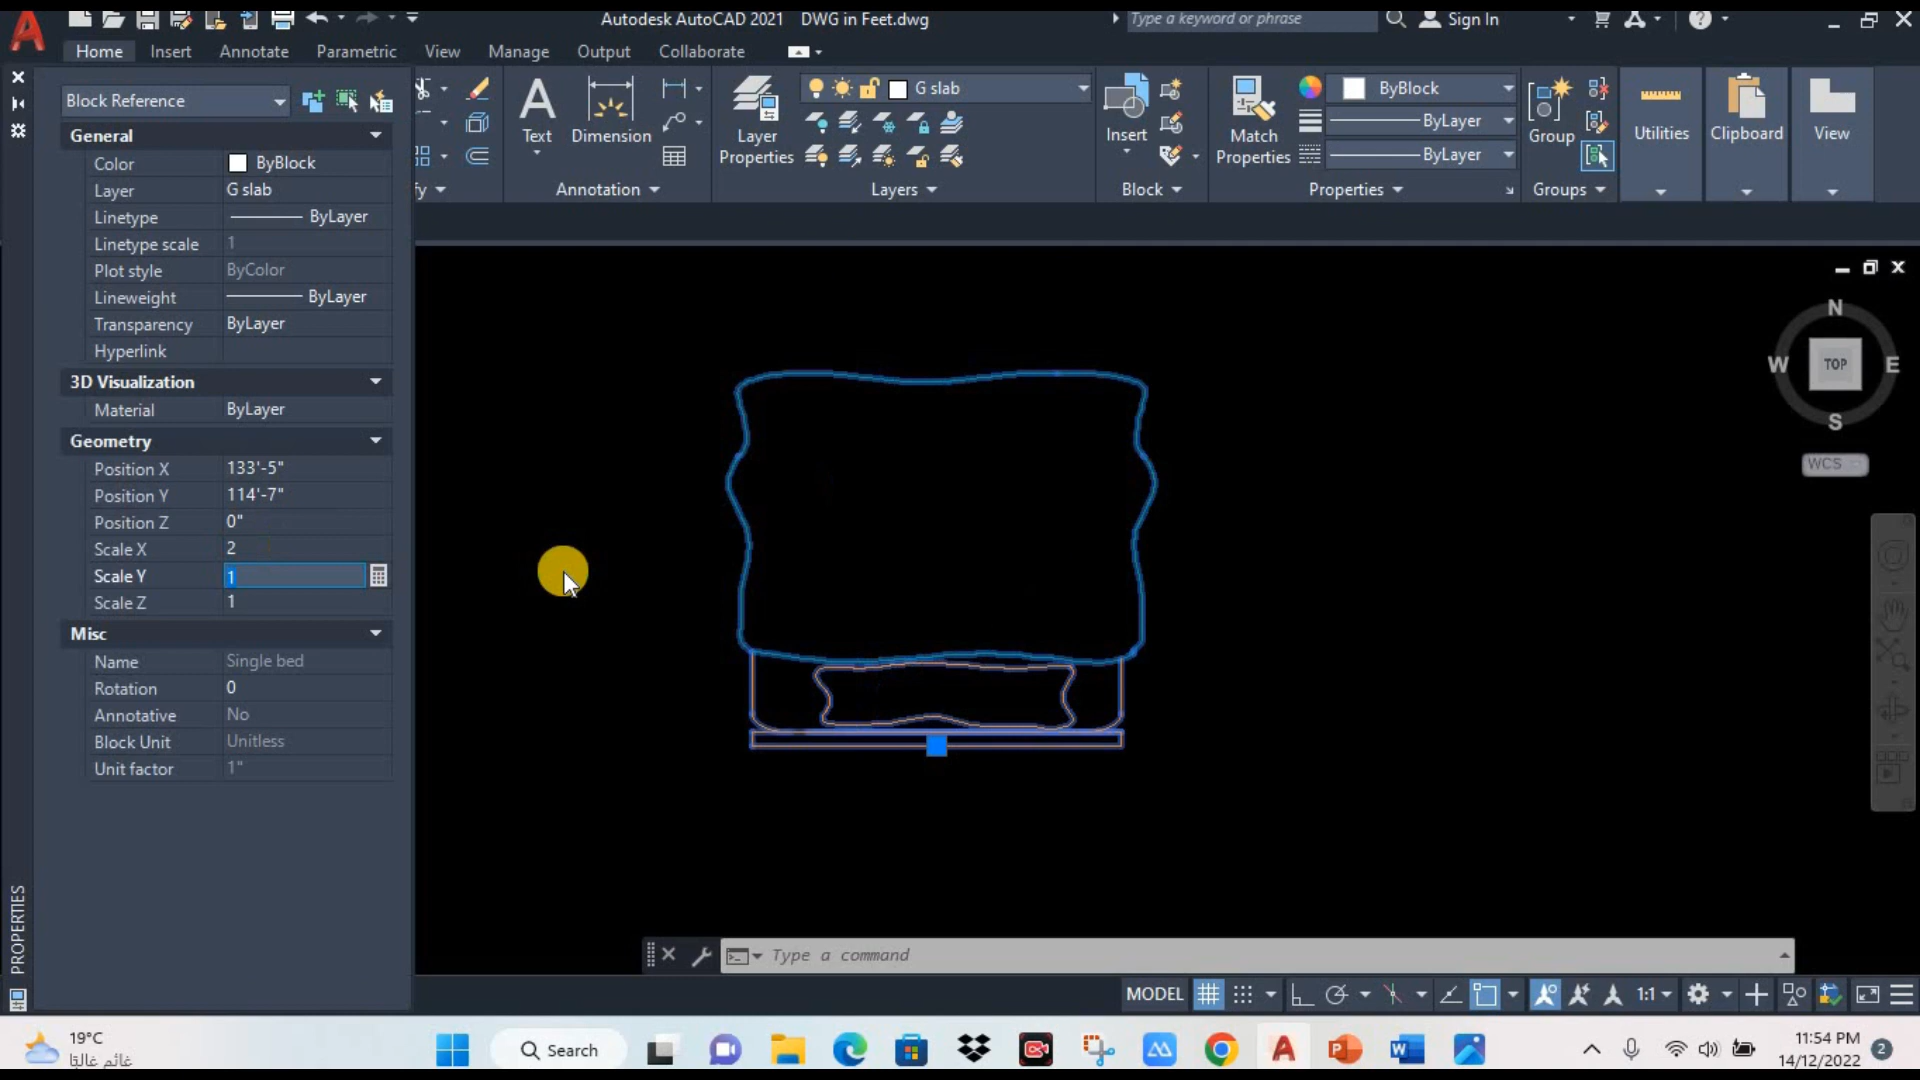 Autodesk AutoCAD 2021 DWG in Feet.dwg
Type a keyword or phrase
Sign In
Home
Insert
Annotate
Parametric
View
Manage
Output
Collaborate
Block Reference
General
Color ByBlock
Layer G slab
Linetype ByLayer
Linetype scale 1
Plot style ByColor
Lineweight ByLayer
Transparency ByLayer
Hyperlink
3D Visualization
Material ByLayer
Geometry
Position X 133'-5"
Position Y 114'-7"
Position Z 0"
Scale X 2
Scale Y 1
Scale Z 1
Misc
Name Single bed
Rotation 0
Annotative No
Block Unit Unitless
Unit factor 1"
PROPERTIES
fy
Text
Dimension
Annotation
Layer
Properties
G slab
Layers
Insert
Block
Match
Properties
ByBlock
ByLayer
ByLayer
Properties
Group
Groups
Utilities
Clipboard
View
N
W
TOP
E
S
WCS
Type a command
MODEL
1:1
19°C
غائم غالبًا
Search
11:54 PM
14/12/2022
2